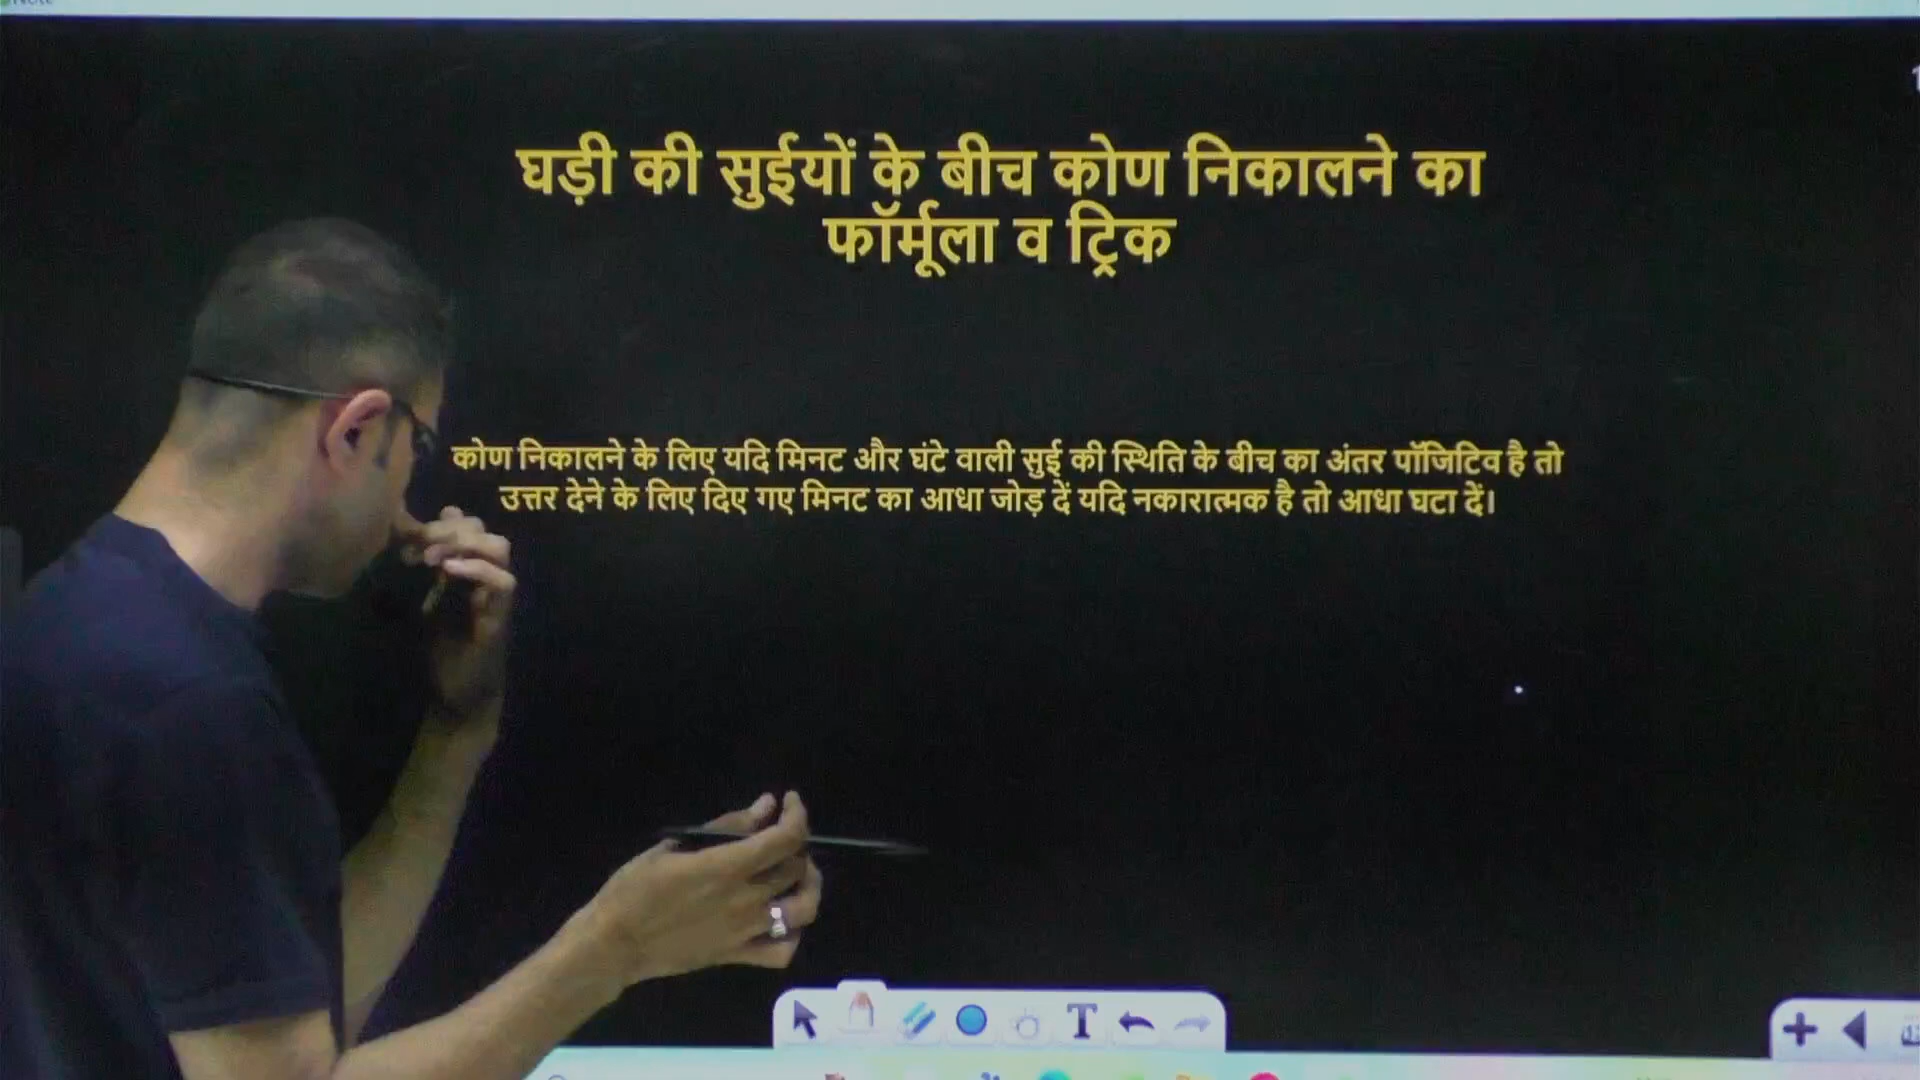 घड़ी की सुईयों के बीच कोण निकालने का
फॉर्मूला व ट्रिक
कोण निकालने के लिए यदि मिनट और घंटे वाली सुई की स्थिति के बीच का अंतर पॉजिटिव है तो
उत्तर देने के लिए दिए गए मिनट का आधा जोड़ दें यदि नकारात्मक है तो आधा घटा दें।
T